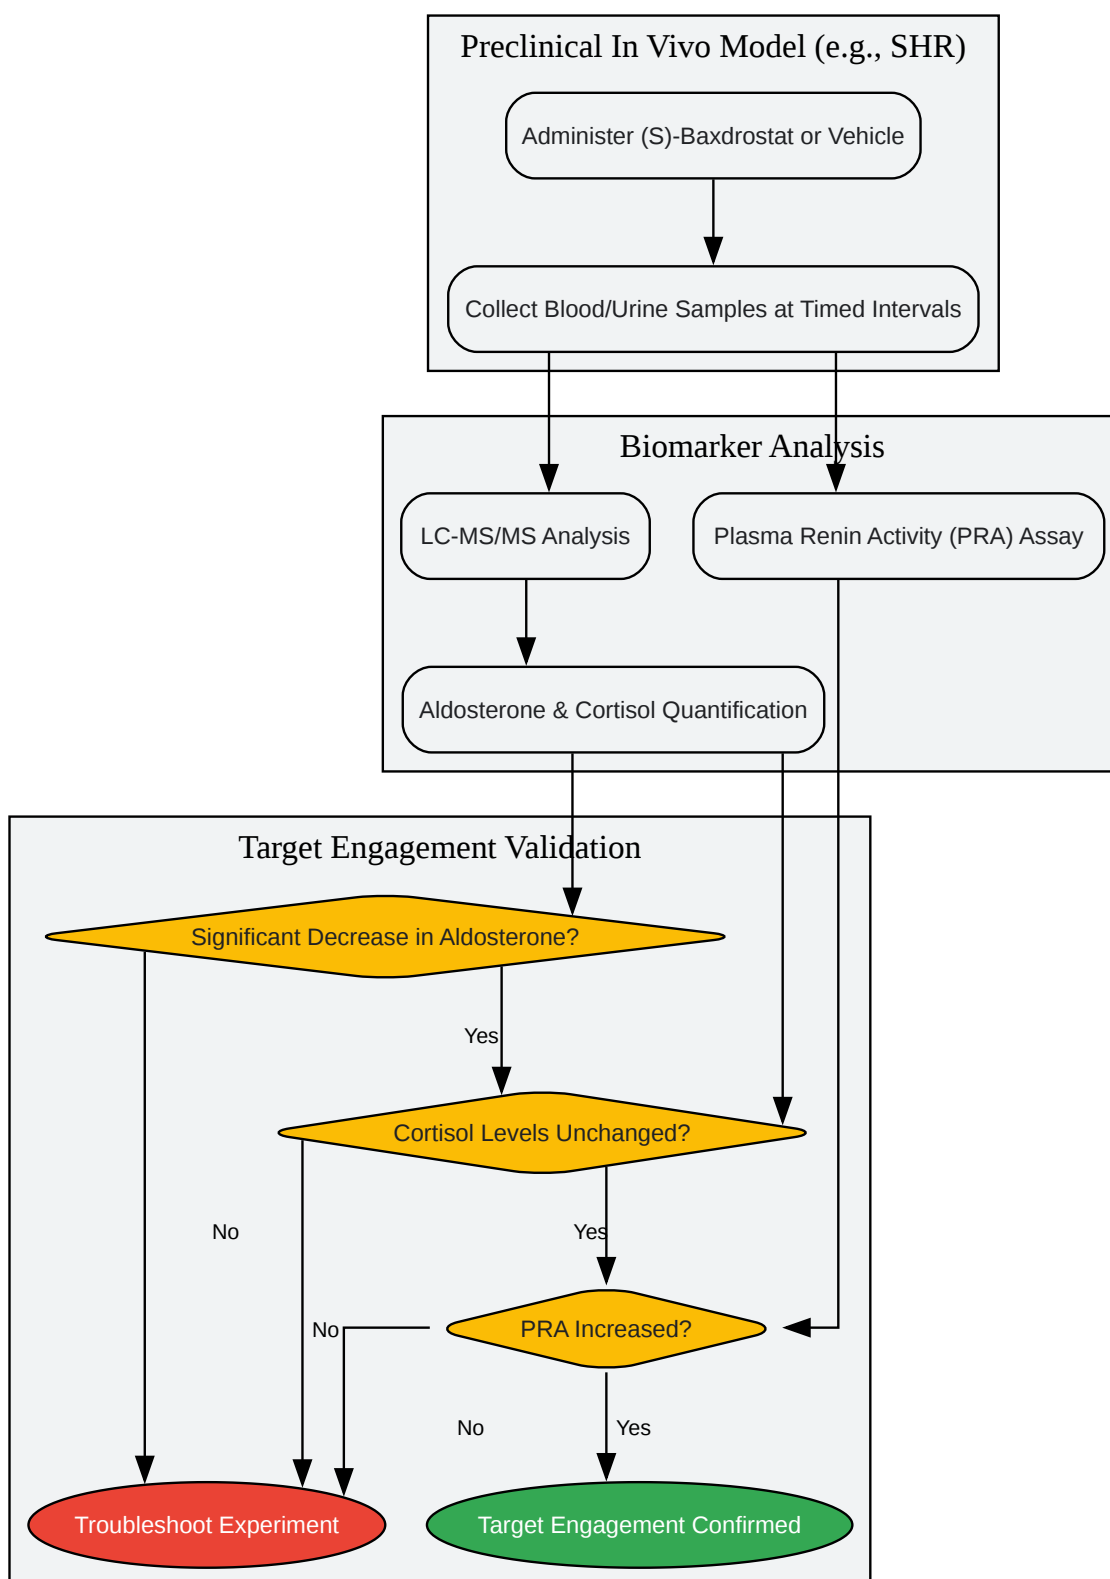 Preclinical In Vivo Model (e.g., SHR)
Administer (S)-Baxdrostat or Vehicle
Collect Blood/Urine Samples at Timed Intervals
Biomarker Analysis
LC-MS/MS Analysis
Plasma Renin Activity (PRA) Assay
Aldosterone & Cortisol Quantification
Target Engagement Validation
Significant Decrease in Aldosterone?
Yes
Cortisol Levels Unchanged?
No
Yes
No
PRA Increased?
No
Yes
Troubleshoot Experiment
Target Engagement Confirmed